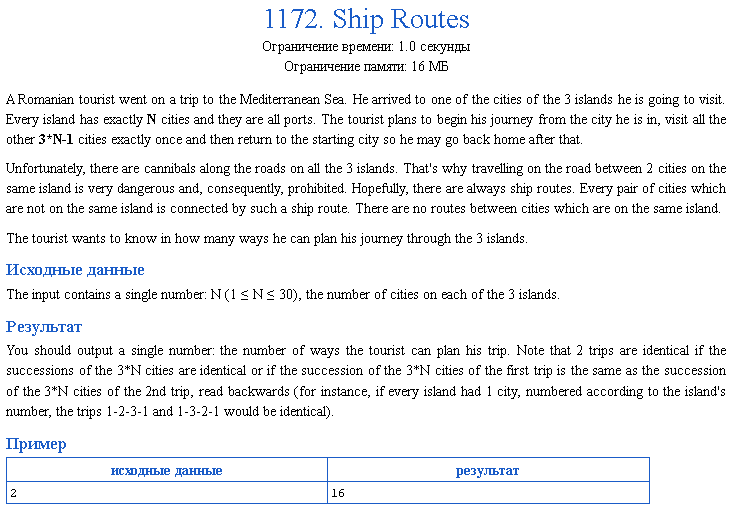 1172. Ship Routes
Ограничение времени: 1.0 секунды
Ограничение памяти: 16 МБ
A Romanian tourist went on a trip to the Mediterranean Sea. He arrived to one of the cities of the 3 islands he is going to visit.
Every island has exactly N cities and they are all ports. The tourist plans to begin his journey from the city he is in, visit all the
other 3*N-1 cities exactly once and then return to the starting city so he may go back home after that.
Unfortunately, there are cannibals along the roads on all the 3 islands. That's why travelling on the road between 2 cities on the
same island is very dangerous and, consequently, prohibited. Hopefully, there are always ship routes. Every pair of cities which
are not on the same island is connected by such a ship route. There are no routes between cities which are on the same island.
The tourist wants to know in how many ways he can plan his journey through the 3 islands.
Исходные данные
The input contains a single number: N (1 ≤ N ≤ 30), the number of cities on each of the 3 islands.
Результат
You should output a single number: the number of ways the tourist can plan his trip. Note that 2 trips are identical if the
successions of the 3*N cities are identical or if the succession of the 3*N cities of the first trip is the same as the succession
of the 3*N cities of the 2nd trip, read backwards (for instance, if every island had 1 city, numbered according to the island's
number, the trips 1-2-3-1 and 1-3-2-1 would be identical).
Пример
исходные данные результат
2 16